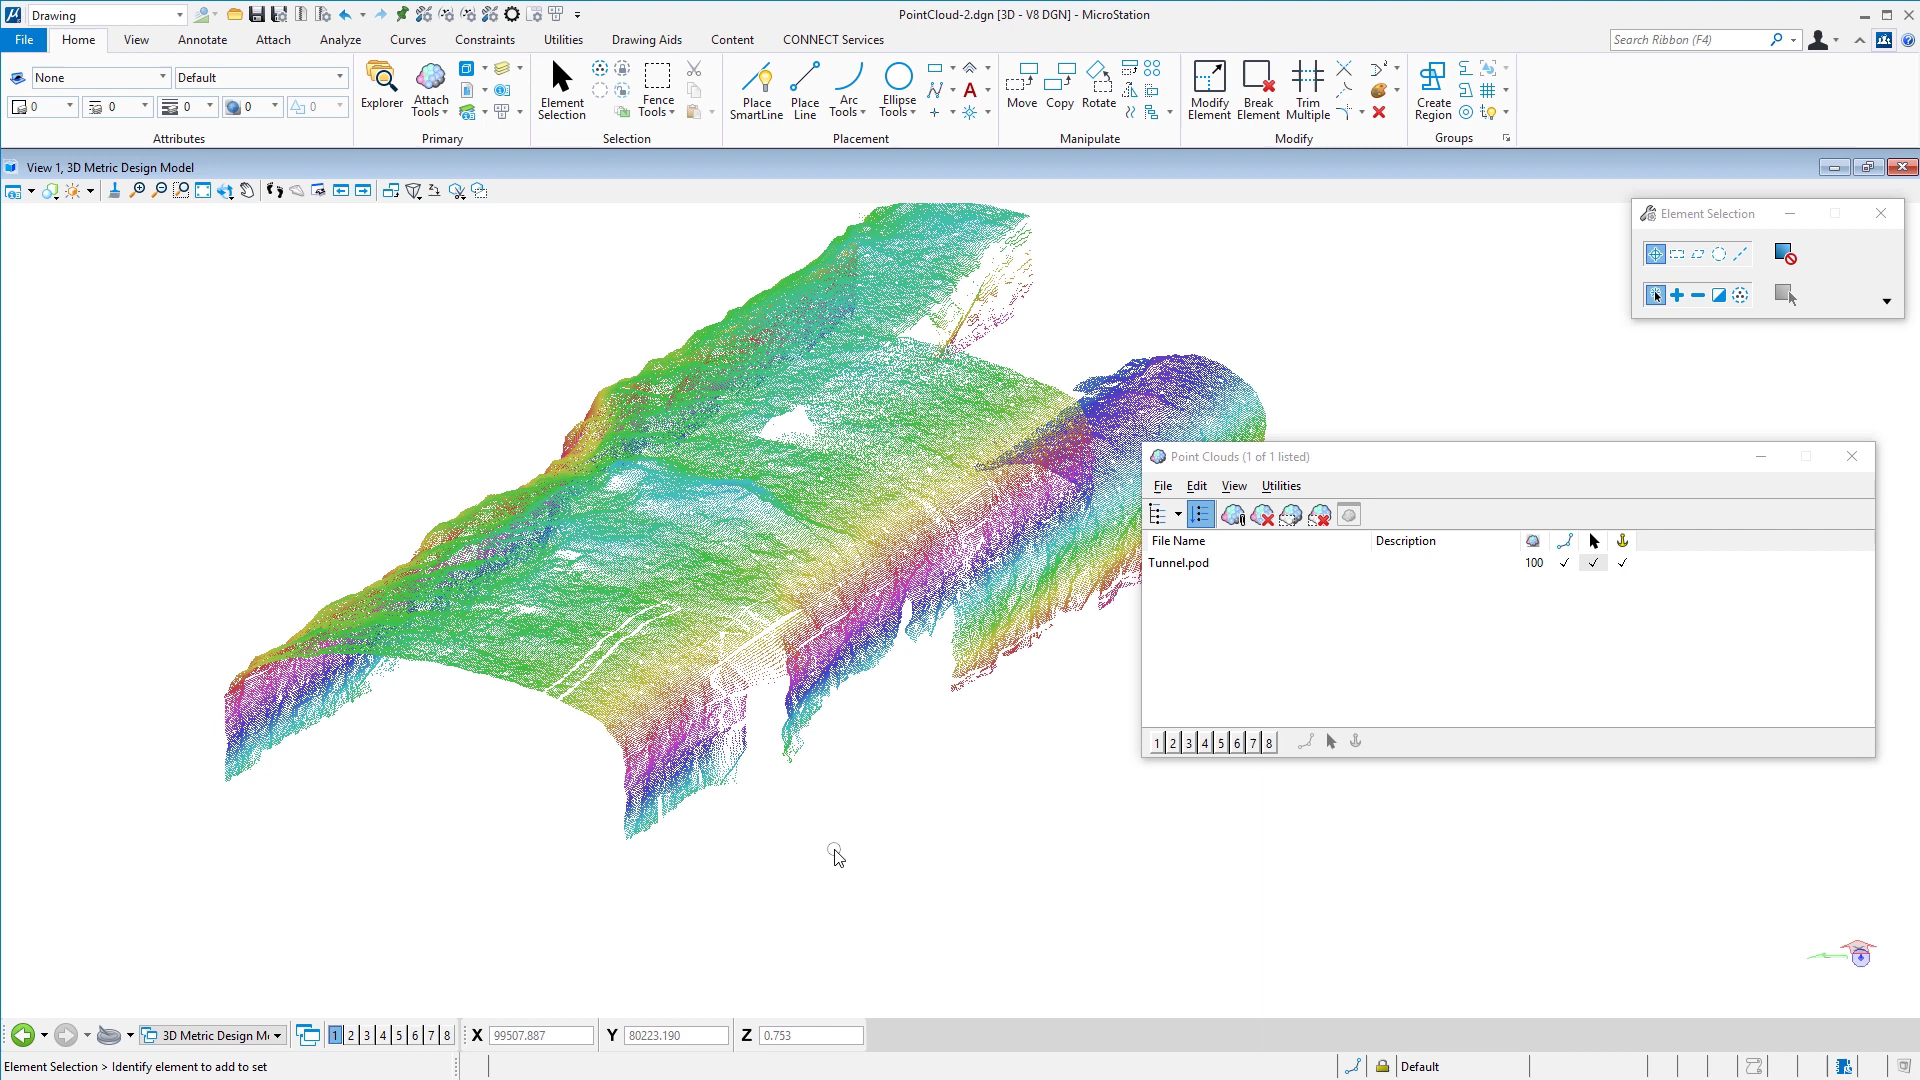 Drawing
PointCloud-2.dgn [3D - V8 DGN] - MicroStation
File Home View Annotate Attach Analyze Curves Constraints Utilities Drawing Aids Content CONNECT Services
Search Ribbon (F4)
None Default
0 0 0 0 0
Explorer Attach Tools
Element Selection
Fence Tools
Place SmartLine
Place Line
Arc Tools
Ellipse Tools
Move Copy Rotate
Modify Element
Break Element
Trim Multiple
Create Region
Attributes Primary Selection Placement Manipulate Modify Groups
View 1, 3D Metric Design Model
Element Selection
Point Clouds (1 of 1 listed)
File Edit View Utilities
File Name Description
Tunnel.pod 100
1 2 3 4 5 6 7 8
3D Metric Design Mo
1 2 3 4 5 6 7 8
X 99507.887 Y 80223.190 Z 0.753
Element Selection > Identify element to add to set
Default